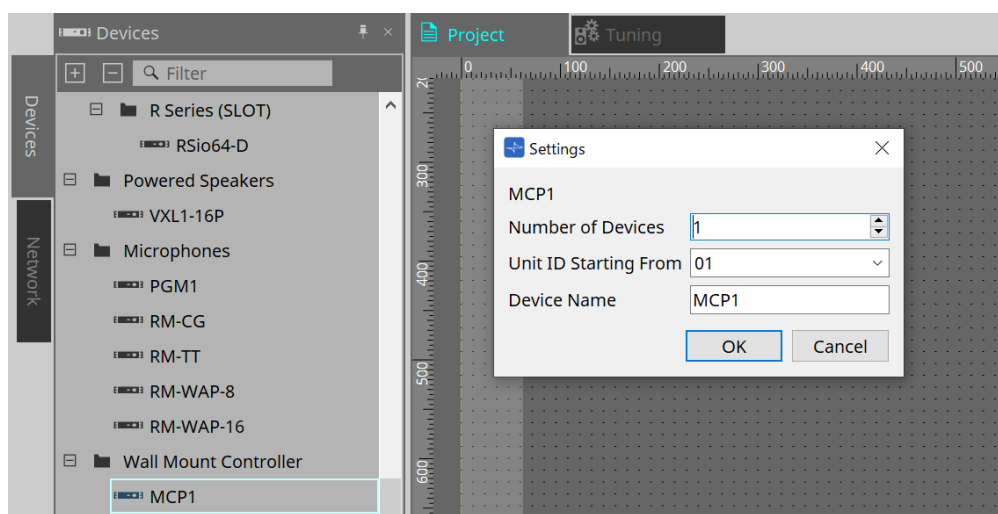 Devices
Filter
R Series (SLOT)
RSio64-D
Powered Speakers
VXL1-16P
Microphones
PGM1
RM-CG
RM-TT
RM-WAP-8
RM-WAP-16
Wall Mount Controller
MCP1
Devices
Network
Project
Tuning
0 100 200 300 400 500
300
400
500
600
Settings
MCP1
Number of Devices 1
Unit ID Starting From 01
Device Name MCP1
OK Cancel